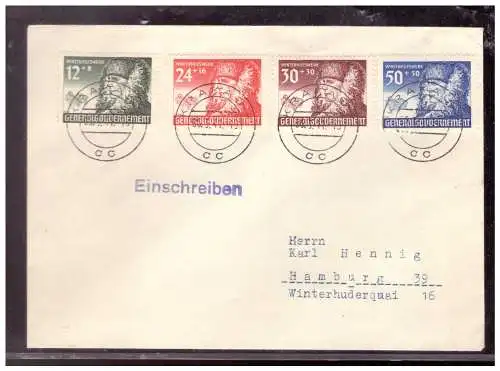 WINTERHILFSWERK
12+8
GENERALGOUVERNEMENT
WINTERHILFSWERK
24+16
GENERALGOUVERNEMENT
WINTERHILFSWERK
30+30
GENERALGOUVERNEMENT
WINTERHILFSWERK
50+50
GENERALGOUVERNEMENT
cc
cc
cc
cc
Einschreiben
Herrn
Karl Hennig
Hamburg 39
Winterhuderquai 16